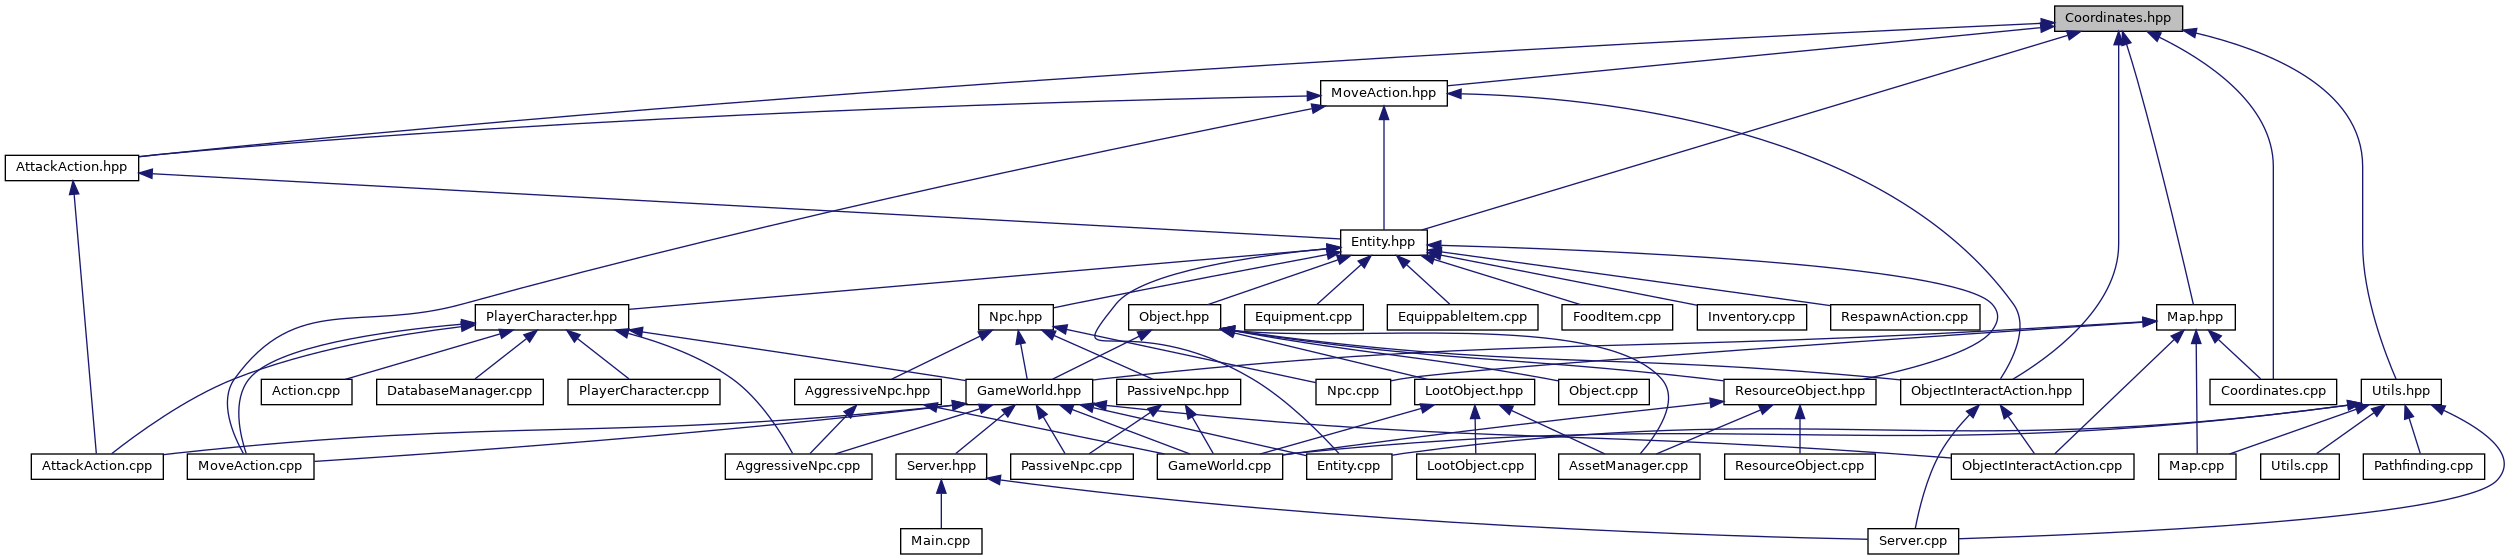 Coordinates.hpp
MoveAction.hpp
AttackAction.hpp
Entity.hpp
PlayerCharacter.hpp
Npc.hpp
Object.hpp
Equipment.cpp
EquippableItem.cpp
FoodItem.cpp
Inventory.cpp
RespawnAction.cpp
Map.hpp
Action.cpp
DatabaseManager.cpp
PlayerCharacter.cpp
AggressiveNpc.hpp
GameWorld.hpp
PassiveNpc.hpp
Npc.cpp
LootObject.hpp
Object.cpp
ResourceObject.hpp
ObjectInteractAction.hpp
Coordinates.cpp
Utils.hpp
AttackAction.cpp
MoveAction.cpp
AggressiveNpc.cpp
Server.hpp
PassiveNpc.cpp
GameWorld.cpp
Entity.cpp
LootObject.cpp
AssetManager.cpp
ResourceObject.cpp
ObjectInteractAction.cpp
Map.cpp
Utils.cpp
Pathfinding.cpp
Main.cpp
Server.cpp